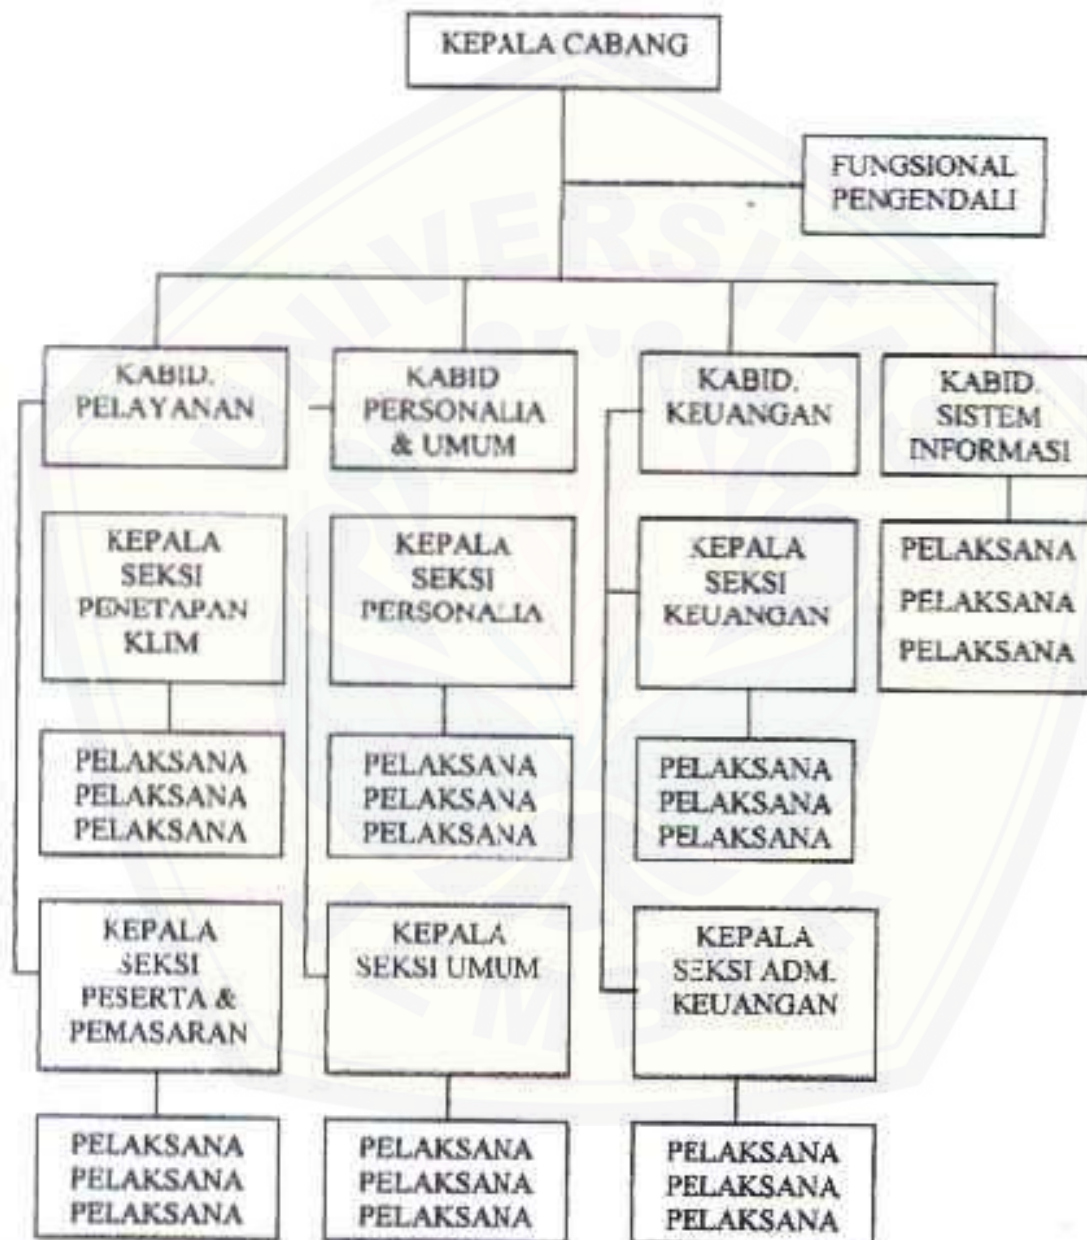 KEPALA CABANG
FUNGSIONAL
PENGENDALI
KABID.
PELAYANAN
KABID
PERSONALIA
& UMUM
KABID.
KEUANGAN
KABID.
SISTEM
INFORMASI
KEPALA
SEKSI
PENETAPAN
KLIM
KEPALA
SEKSI
PERSONALIA
KEPALA
SEKSI
KEUANGAN
PELAKSANA
PELAKSANA
PELAKSANA
PELAKSANA
PELAKSANA
PELAKSANA
PELAKSANA
PELAKSANA
PELAKSANA
PELAKSANA
PELAKSANA
PELAKSANA
KEPALA
SEKSI
PESERTA &
PEMASARAN
KEPALA
SEKSI UMUM
KEPALA
SEKSI ADM.
KEUANGAN
PELAKSANA
PELAKSANA
PELAKSANA
PELAKSANA
PELAKSANA
PELAKSANA
PELAKSANA
PELAKSANA
PELAKSANA
UNIVERSITAS
JEMBER